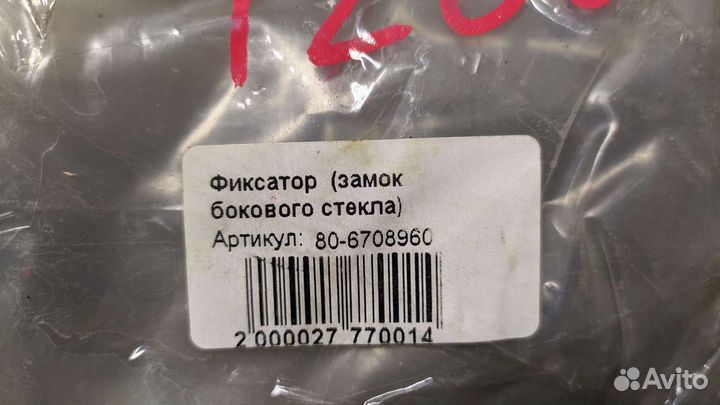 Фиксатор (замок
бокового стекла)
Артикул: 80-6708960
2 000027 770014
Avito